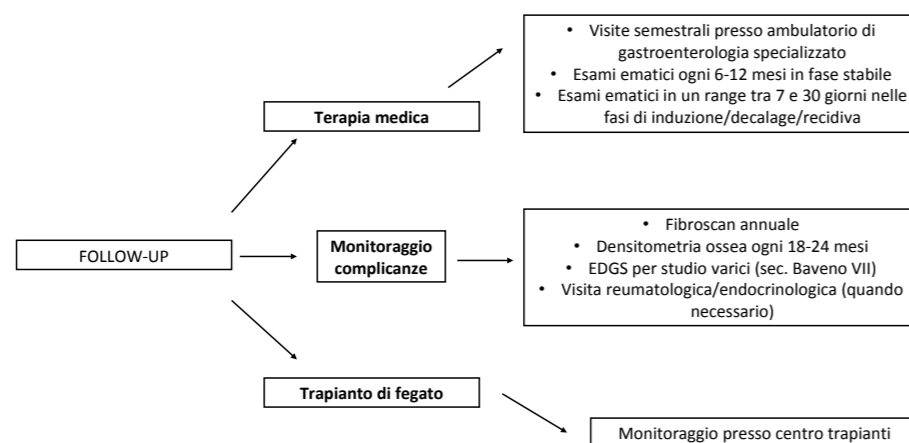 • Visite semestrali presso ambulatorio di
gastroenterologia specializzato
• Esami ematici ogni 6-12 mesi in fase stabile
• Esami ematici in un range tra 7 e 30 giorni nelle
fasi di induzione/decalage/recidiva
Terapia medica
FOLLOW-UP
Monitoraggio
complicanze
• Fibroscan annuale
• Densitometria ossea ogni 18-24 mesi
• EDGS per studio varici (sec. Baveno VII)
• Visita reumatologica/endocrinologica (quando
necessario)
Trapianto di fegato
Monitoraggio presso centro trapianti